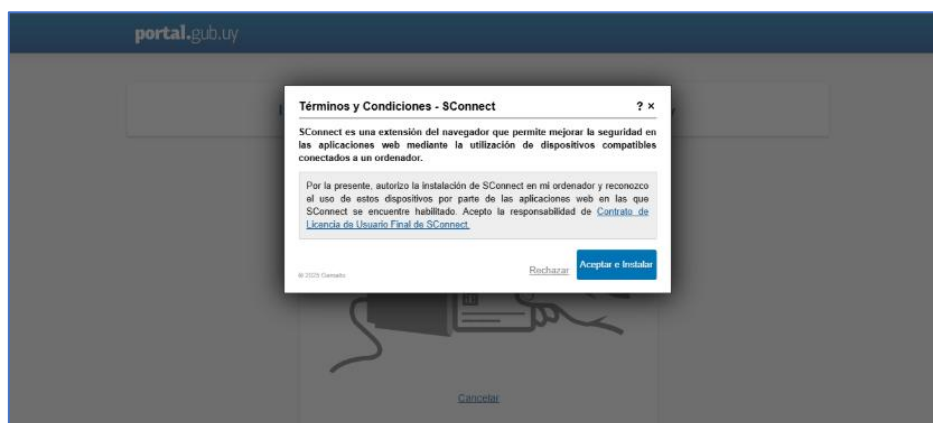 portal.gub.uy
Términos y Condiciones - SConnect ? ×
SConnect es una extensión del navegador que permite mejorar la seguridad en
las aplicaciones web mediante la utilización de dispositivos compatibles
conectados a un ordenador.
Por la presente, autorizo la instalación de SConnect en mi ordenador y reconozco
el uso de estos dispositivos por parte de las aplicaciones web en las que
SConnect se encuentre habilitado. Acepto la responsabilidad de Contrato de
Licencia de Usuario Final de SConnect.
© 2025 Gemalto
Rechazar
Aceptar e Instalar
Cancelar